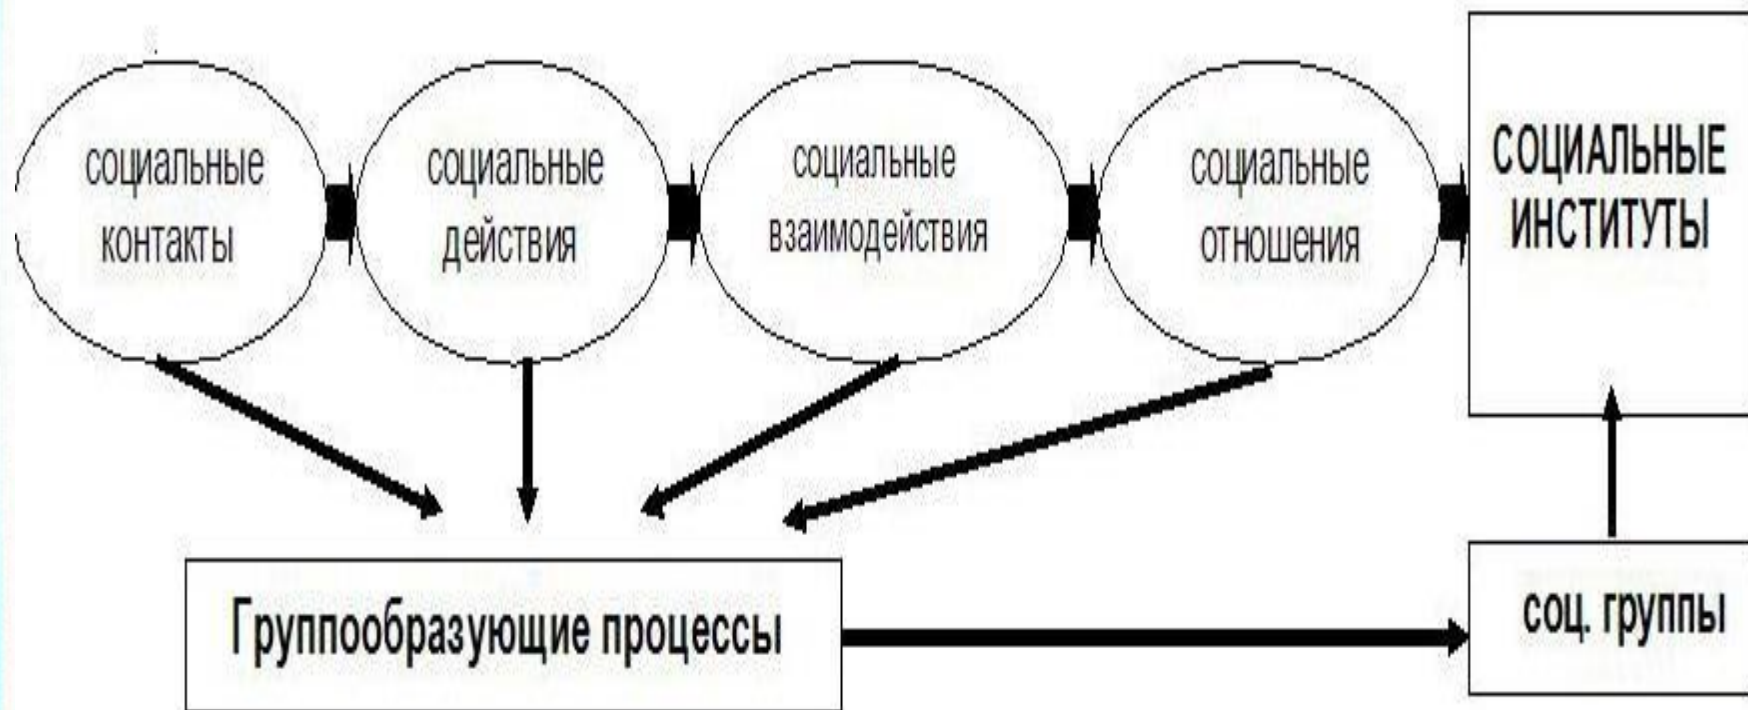 социальные
контакты
социальные
действия
социальные
взаимодействия
социальные
отношения
СОЦИАЛЬНЫЕ
ИНСТИТУТЫ
Группообразующие процессы
соц. группы